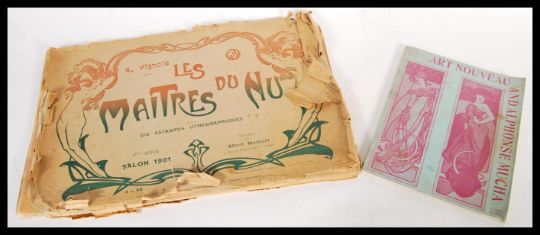 A. Vignola
LES
MAITRES DU NU
DIX ESTAMPES LITHOGRAPHIQUES
SALON 1901
ART NOUVEAU
AND ALPHONSE MUCHA